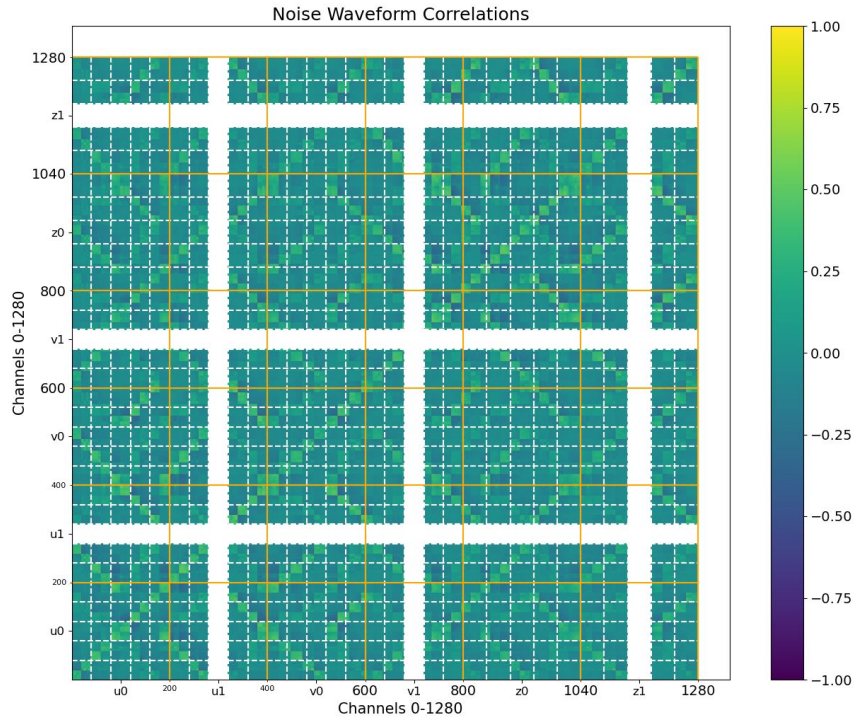 Noise Waveform Correlations
1280
z1
1040
z0
800
v1
600
v0
400
u1
200
u0
Channels 0-1280
u0 200 u1 400 v0 600 v1 800 z0 1040 z1 1280
Channels 0-1280
1.00
0.75
0.50
0.25
0.00
−0.25
−0.50
−0.75
−1.00